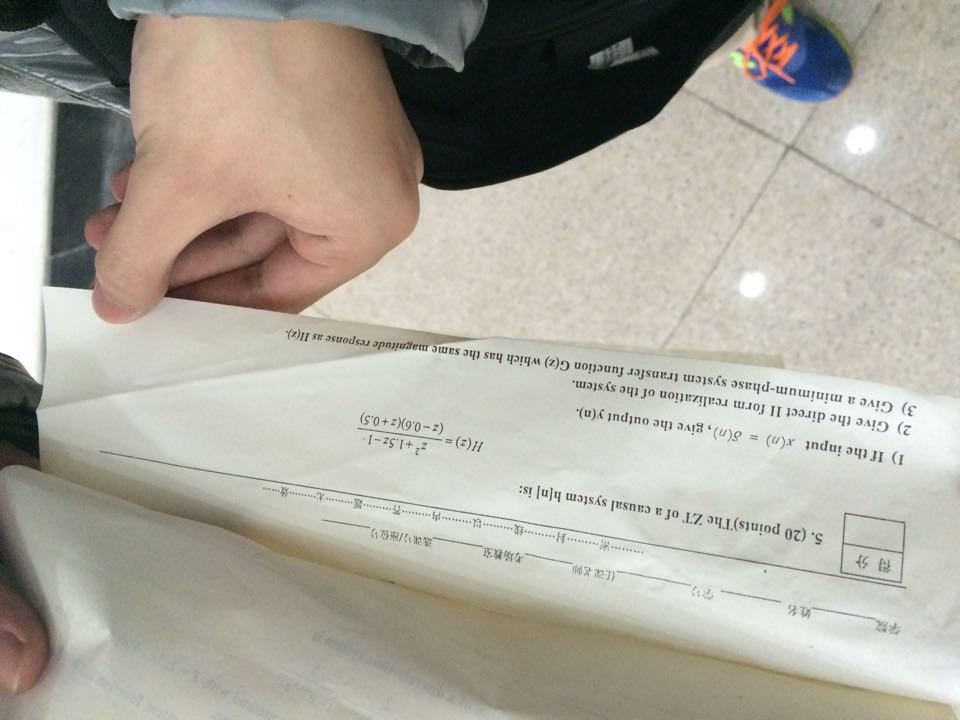 学院 姓名 学号 任课老师 考场教室 选课号/座位号
………密………封………线………以………内………答………题………无………效……
得 分
5. (20 points)The ZT of a causal system h[n] is:
H(z) = \frac{z^2+1.5z-1}{(z-0.6)(z+0.5)}
1) If the input x(n) = δ(n), give the output y(n).
2) Give the direct II form realization of the system.
3) Give a minimum-phase system transfer function G(z) which has the same magnitude response as H(z).